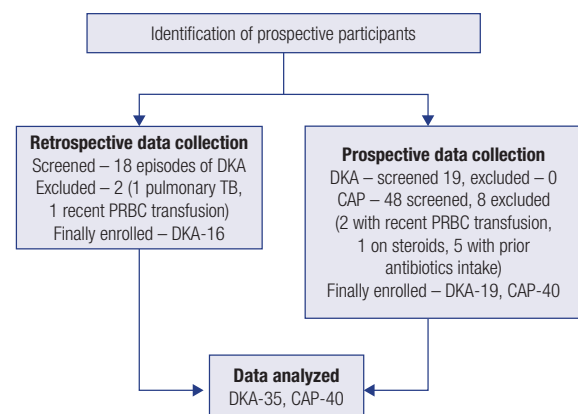 Identification of prospective participants
Retrospective data collection
Screened – 18 episodes of DKA
Excluded – 2 (1 pulmonary TB,
1 recent PRBC transfusion)
Finally enrolled – DKA-16
Prospective data collection
DKA – screened 19, excluded – 0
CAP – 48 screened, 8 excluded
(2 with recent PRBC transfusion,
1 on steroids, 5 with prior
antibiotics intake)
Finally enrolled – DKA-19, CAP-40
Data analyzed
DKA-35, CAP-40